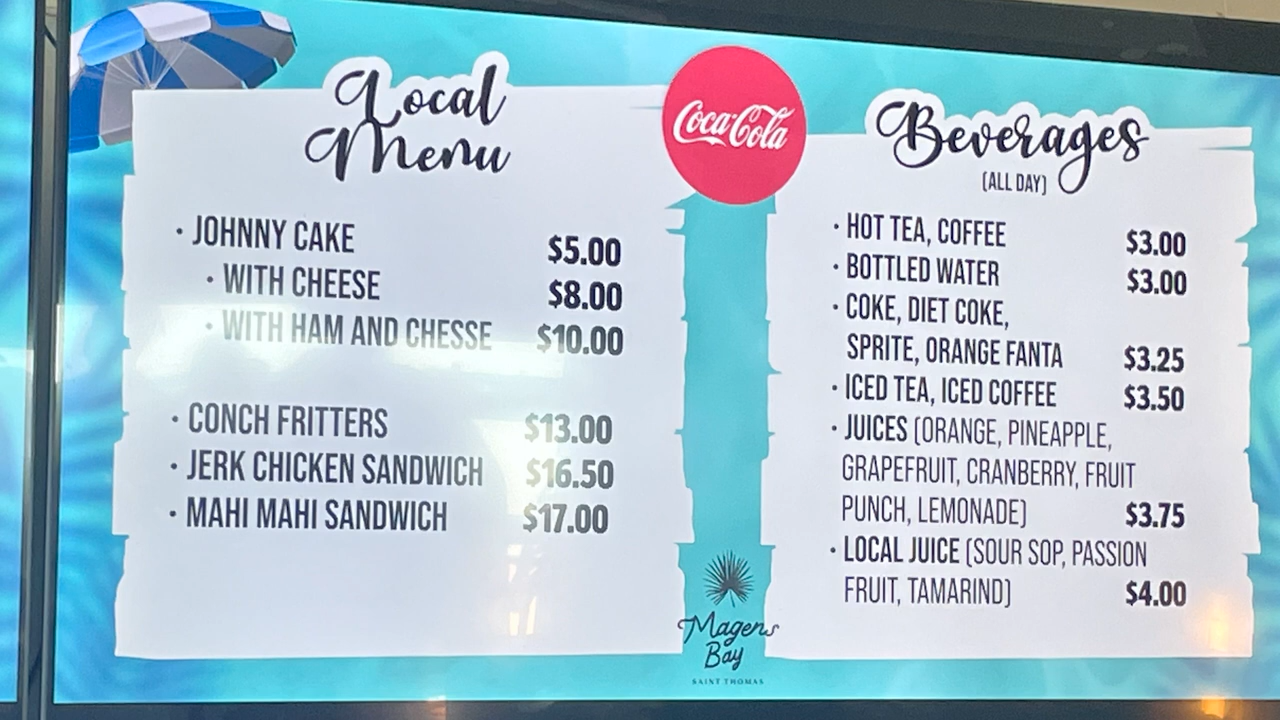 Local
Menu
· JOHNNY CAKE $5.00
· WITH CHEESE $8.00
· WITH HAM AND CHESSE $10.00
· CONCH FRITTERS $13.00
· JERK CHICKEN SANDWICH $16.50
· MAHI MAHI SANDWICH $17.00
Coca-Cola
Beverages
(ALL DAY)
· HOT TEA, COFFEE $3.00
· BOTTLED WATER $3.00
· COKE, DIET COKE,
SPRITE, ORANGE FANTA $3.25
· ICED TEA, ICED COFFEE $3.50
· JUICES (ORANGE, PINEAPPLE,
GRAPEFRUIT, CRANBERRY, FRUIT
PUNCH, LEMONADE) $3.75
· LOCAL JUICE (SOUR SOP, PASSION
FRUIT, TAMARIND) $4.00
Magens
Bay
SAINT THOMAS